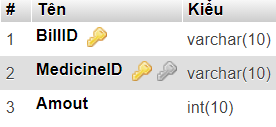 # Tên Kiểu
1 BillID varchar(10)
2 MedicineID varchar(10)
3 Amout int(10)